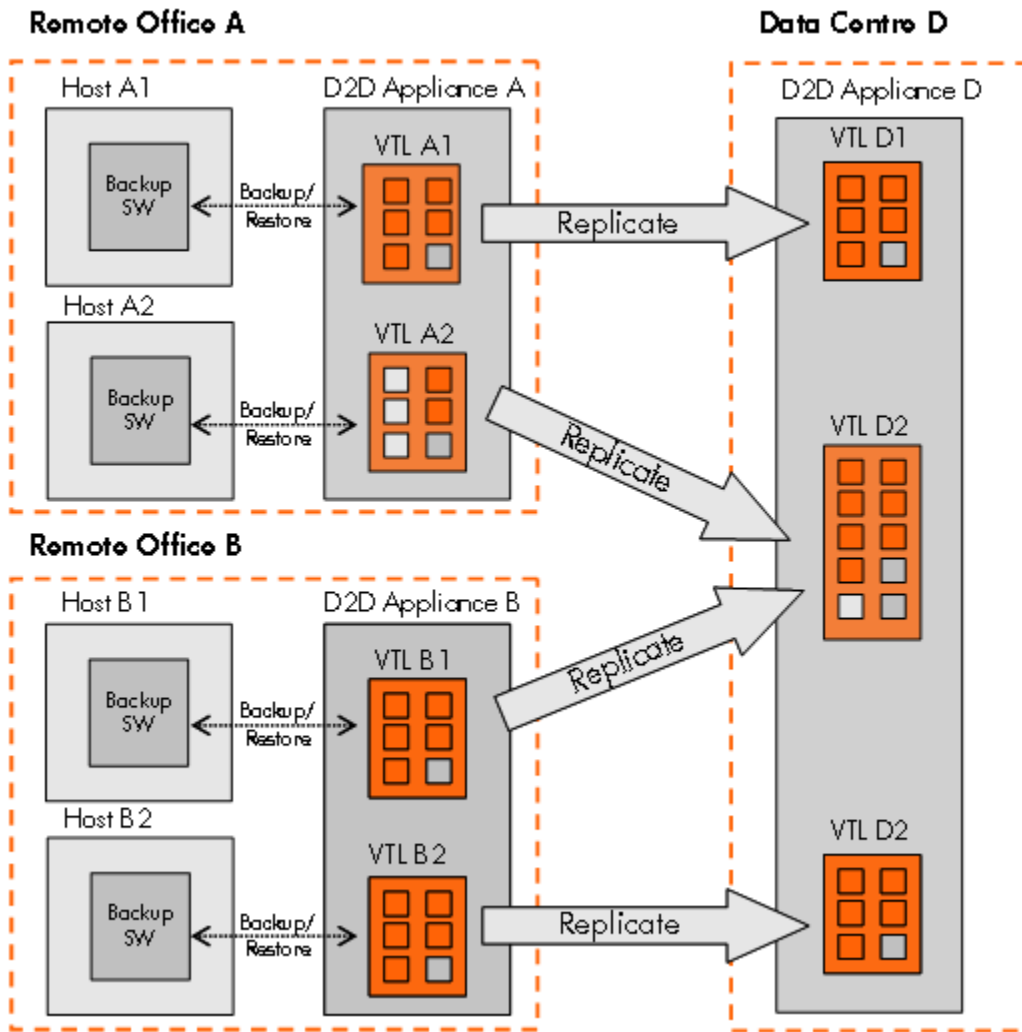 Remote Office A
Data Centre D
Host A1
D2D Appliance A
D2D Appliance D
VTL A1
VTL D1
Backup
SW
Backup/
Restore
Replicate
Host A2
VTL A2
Backup
SW
Backup/
Restore
Replicate
VTL D2
Remote Office B
Host B1
D2D Appliance B
VTL B1
Backup
SW
Backup/
Restore
Replicate
Host B2
VTL B2
VTL D2
Backup
SW
Backup/
Restore
Replicate